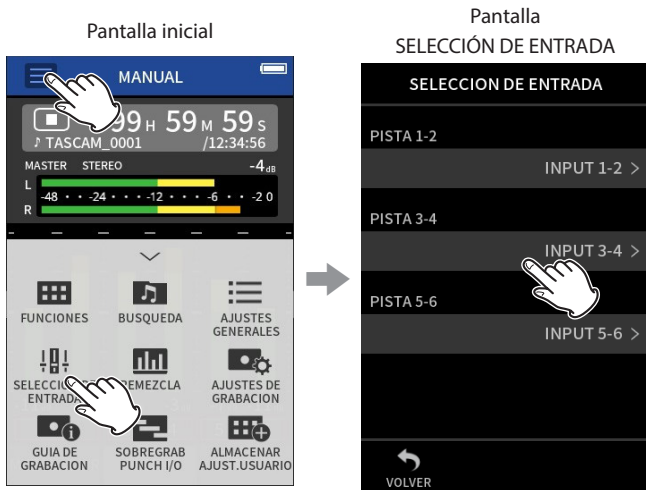 Pantalla inicial
MANUAL
99 H 59 M 59 S
♪ TASCAM_0001 /12:34:56
MASTER STEREO -4dB
L
-48 · · -24 · · · · -12 · · · -6 · · -2 0
R
FUNCIONES BUSQUEDA AJUSTES
GENERALES
SELECCION
ENTRADA
REMEZCLA
AJUSTES DE
GRABACION
GUIA DE
GRABACION
SOBREGRAB
PUNCH I/O
ALMACENAR
AJUST.USUARIO
Pantalla
SELECCIÓN DE ENTRADA
SELECCION DE ENTRADA
PISTA 1-2
INPUT 1-2 >
PISTA 3-4
INPUT 3-4 >
PISTA 5-6
INPUT 5-6 >
VOLVER